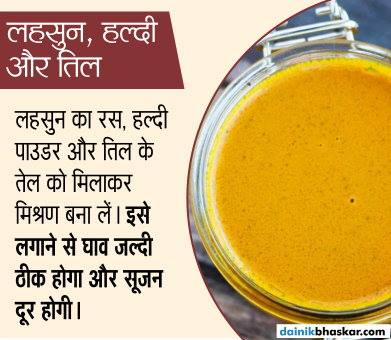 लहसुन, हल्दी
और तिल
लहसुन का रस, हल्दी
पाउडर और तिल के
तेल को मिलाकर
मिश्रण बना लें। इसे
लगाने से घाव जल्दी
ठीक होगा और सूजन
दूर होगी।
dainikbhaskar.com